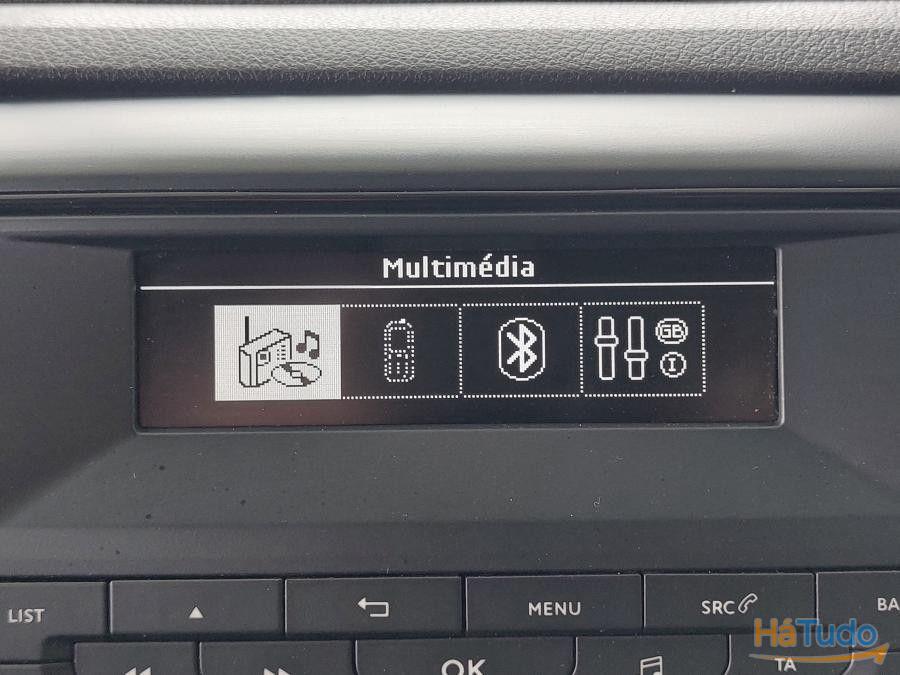 Multimédia
GB
I
LIST
MENU
SRC
BA
OK
TA
HáTudo